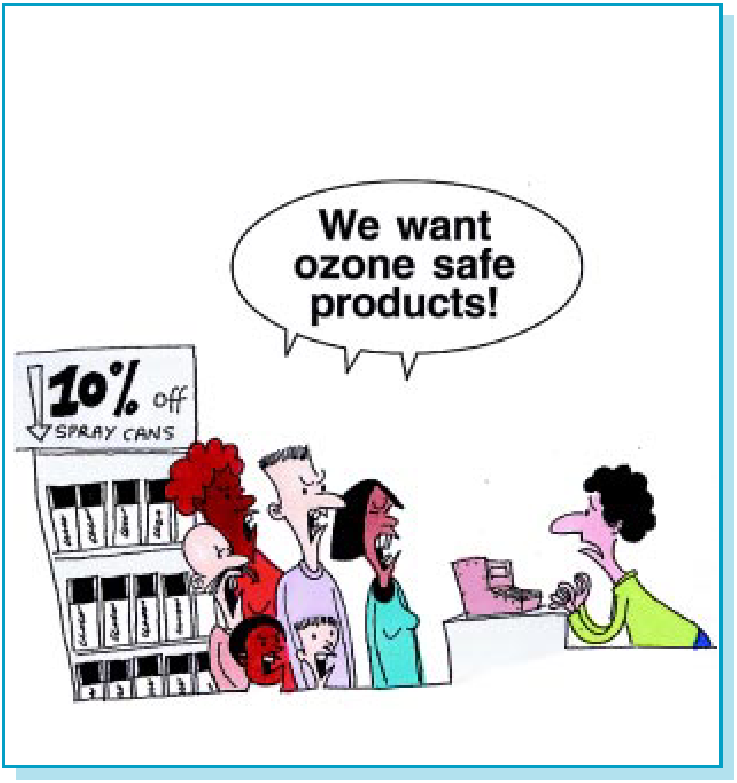 We want
ozone safe
products!
10% off
SPRAY CANS